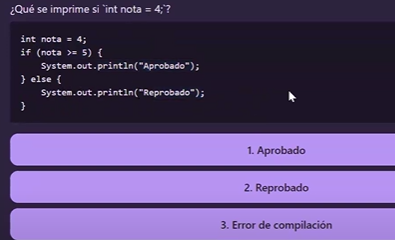 ¿Qué se imprime si `int nota = 4;`?
int nota = 4;
if (nota >= 5) {
    System.out.println("Aprobado");
} else {
    System.out.println("Reprobado");
}
1. Aprobado
2. Reprobado
3. Error de compilación